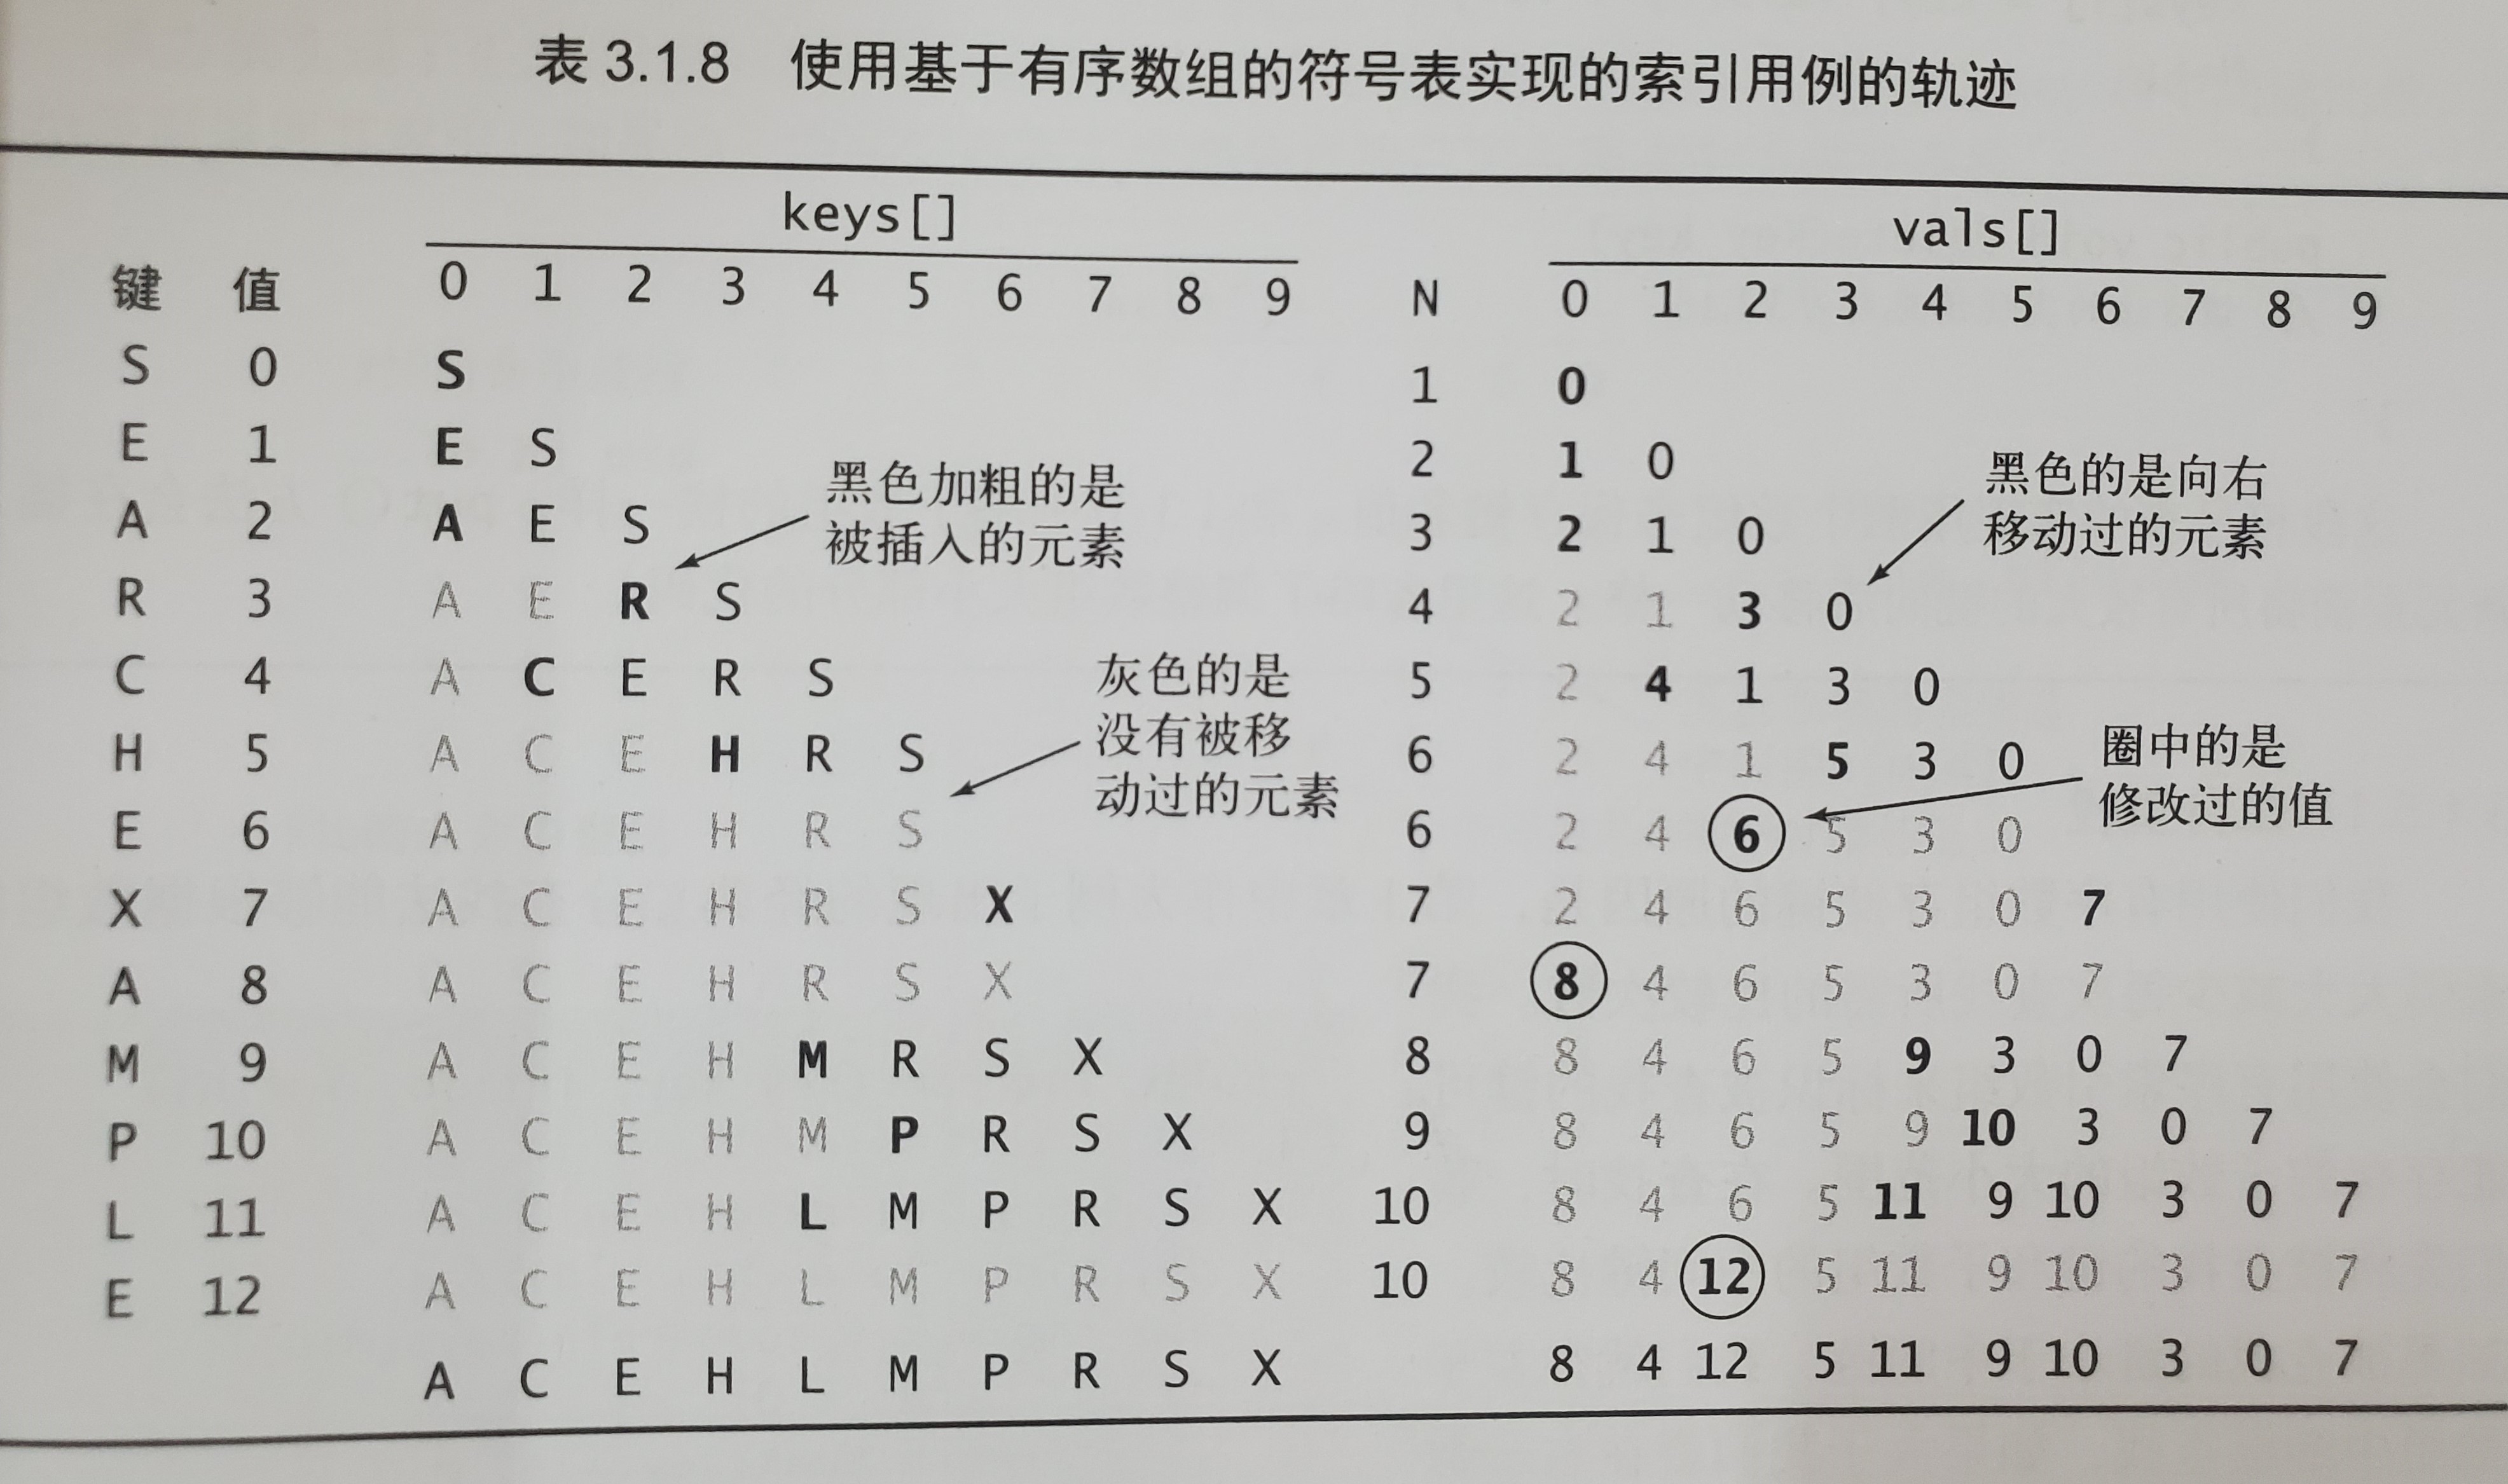 表 3.1.8 使用基于有序数组的符号表实现的索引用例的轨迹
keys[] vals[]
键 值 0 1 2 3 4 5 6 7 8 9 N 0 1 2 3 4 5 6 7 8 9
S 0 S 1 0
E 1 E S 2 1 0
黑色加粗的是
被插入的元素
黑色的是向右
移动过的元素
A 2 A E S 3 2 1 0
R 3 A E R S 4 2 1 3 0
C 4 A C E R S 5 2 4 1 3 0
灰色的是
没有被移
动过的元素
圈中的是
修改过的值
H 5 A C E H R S 6 2 4 1 5 3 0
E 6 A C E H R S 6 2 4 6 5 3 0
X 7 A C E H R S X 7 2 4 6 5 3 0 7
A 8 A C E H R S X 7 8 4 6 5 3 0 7
M 9 A C E H M R S X 8 8 4 6 5 9 3 0 7
P 10 A C E H M P R S X 9 8 4 6 5 9 10 3 0 7
L 11 A C E H L M P R S X 10 8 4 6 5 11 9 10 3 0 7
E 12 A C E H L M P R S X 10 8 4 12 5 11 9 10 3 0 7
A C E H L M P R S X 8 4 12 5 11 9 10 3 0 7